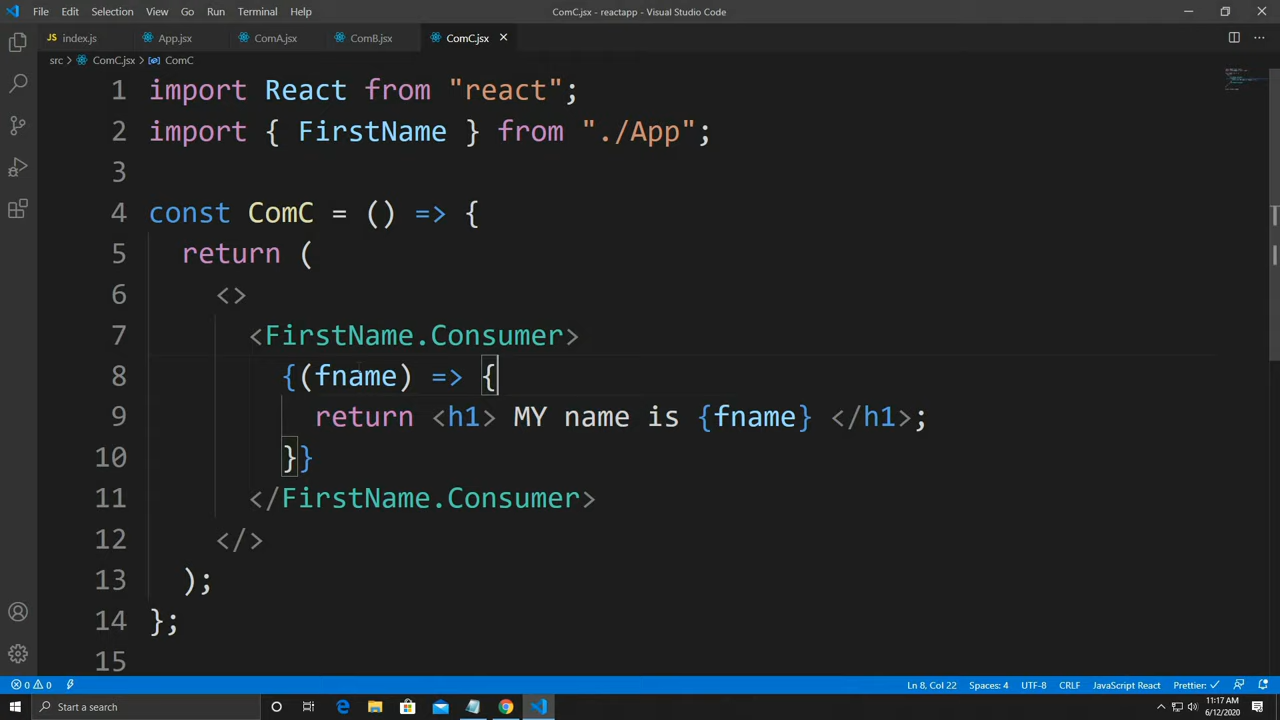 File Edit Selection View Go Run Terminal Help ComC.jsx - reactapp - Visual Studio Code
JS index.js App.jsx ComA.jsx ComB.jsx ComC.jsx
src > ComC.jsx > ComC
1 import React from "react";
2 import { FirstName } from "./App";
3
4 const ComC = () => {
5 return (
6 <>
7 <FirstName.Consumer>
8 {(fname) => {
9 return <h1> MY name is {fname} </h1>;
10 }}
11 </FirstName.Consumer>
12 </>
13 );
14 };
15
0 0 Ln 8, Col 22 Spaces: 4 UTF-8 CRLF JavaScript React Prettier: ✓
Start a search 11:17 AM
6/12/2020